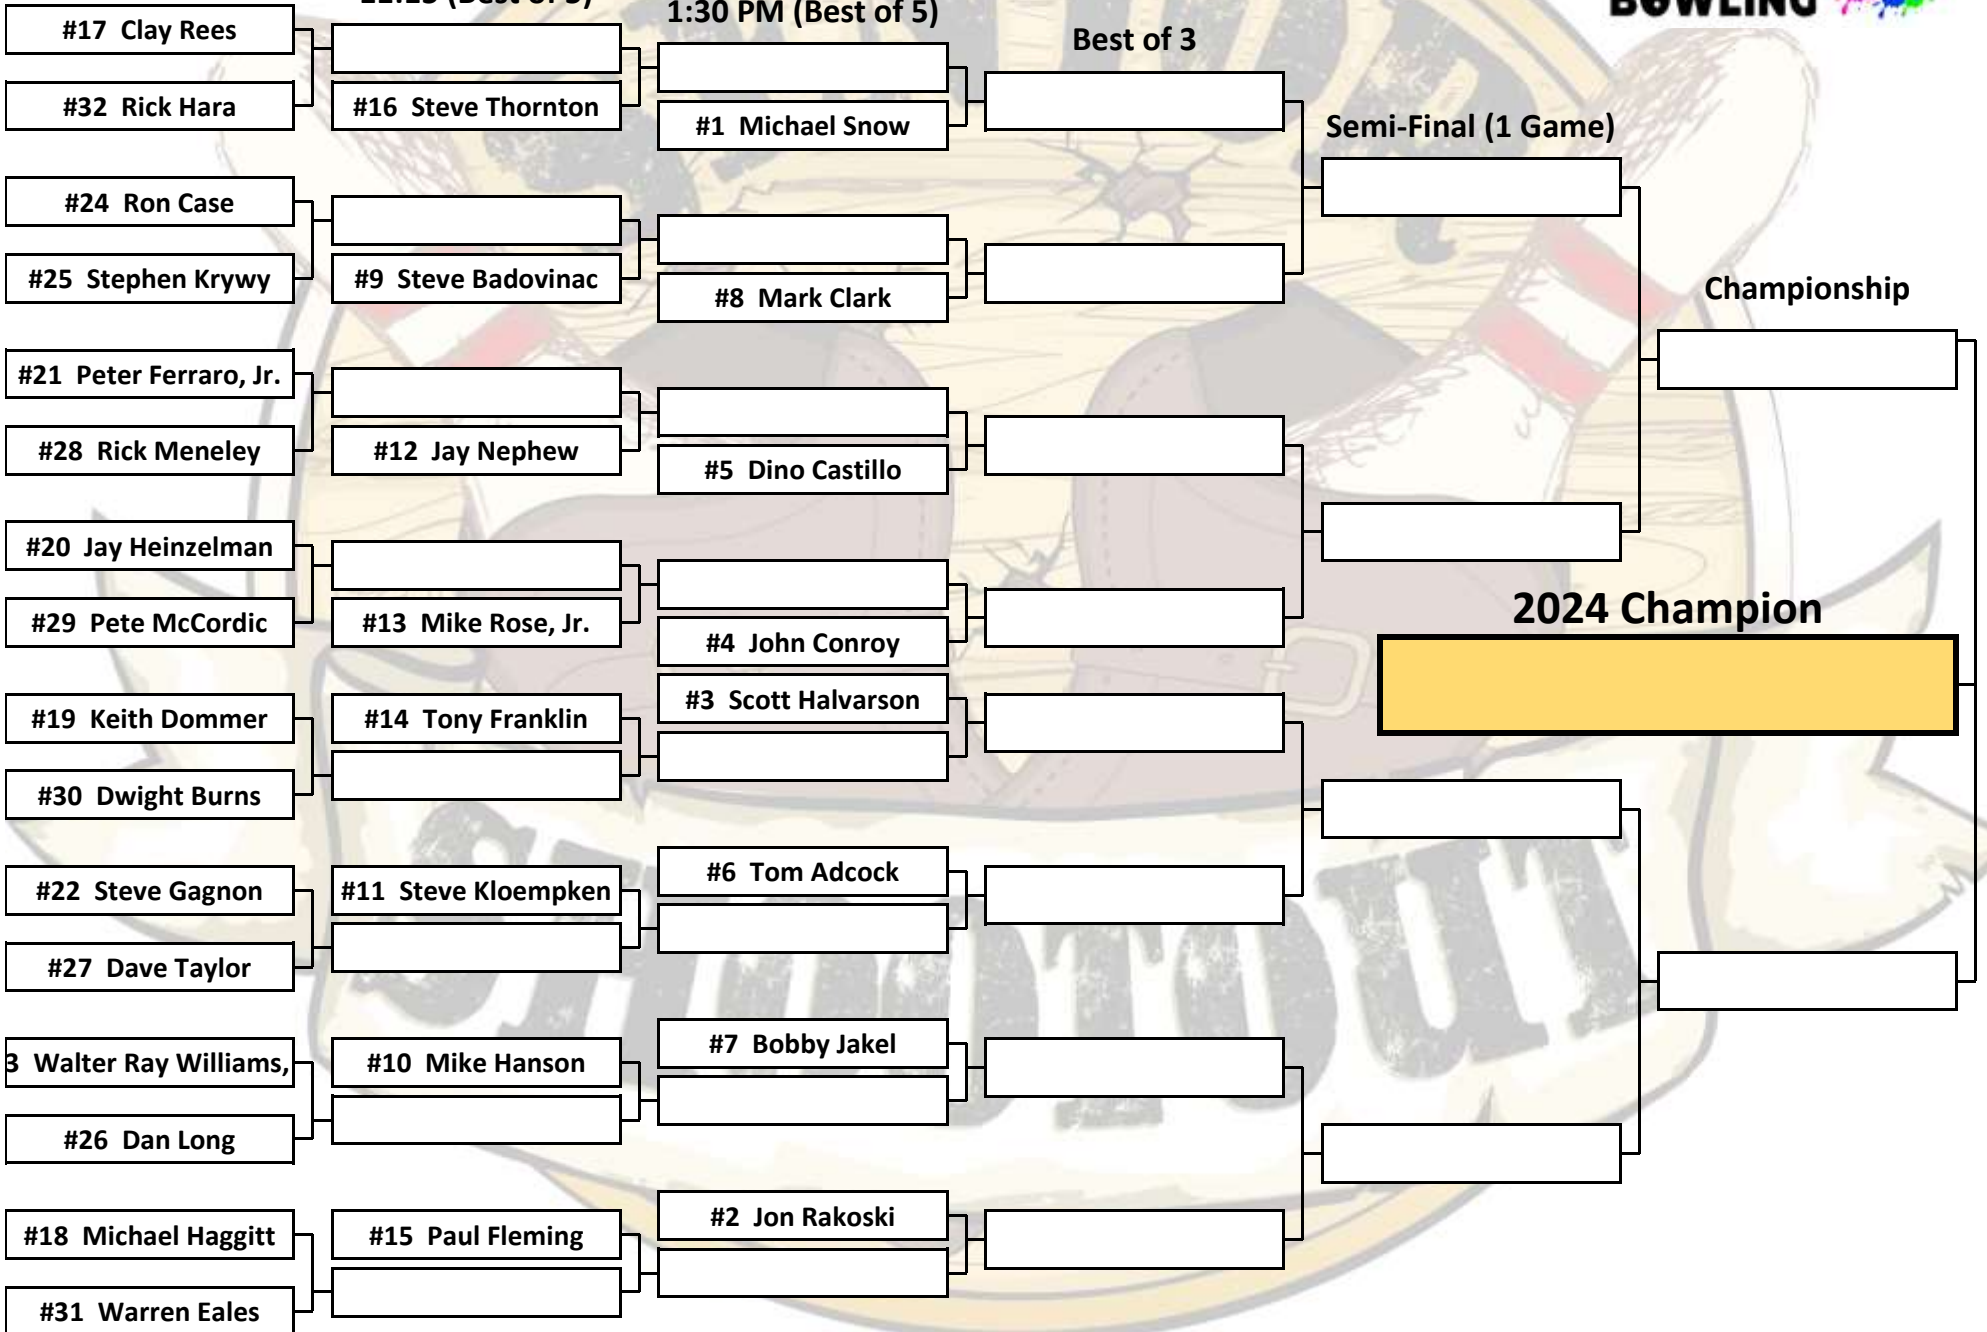 1:30 PM (Best of 5)
BOWLING
#17 Clay Rees
Best of 3
#32 Rick Hara
#16 Steve Thornton
#1 Michael Snow
Semi-Final (1 Game)
#24 Ron Case
#25 Stephen Krywy
#9 Steve Badovinac
#8 Mark Clark
Championship
#21 Peter Ferraro, Jr.
#28 Rick Meneley
#12 Jay Nephew
#5 Dino Castillo
#20 Jay Heinzelman
#29 Pete McCordic
#13 Mike Rose, Jr.
#4 John Conroy
2024 Champion
#19 Keith Dommer
#14 Tony Franklin
#3 Scott Halvarson
#30 Dwight Burns
#22 Steve Gagnon
#11 Steve Kloempken
#6 Tom Adcock
#27 Dave Taylor
SHOOTOUT
3 Walter Ray Williams,
#10 Mike Hanson
#7 Bobby Jakel
#26 Dan Long
#18 Michael Haggitt
#15 Paul Fleming
#2 Jon Rakoski
#31 Warren Eales